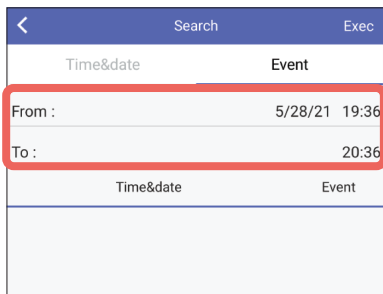 Search Exec
Time&date Event
From : 5/28/21 19:36
To : 20:36
Time&date Event